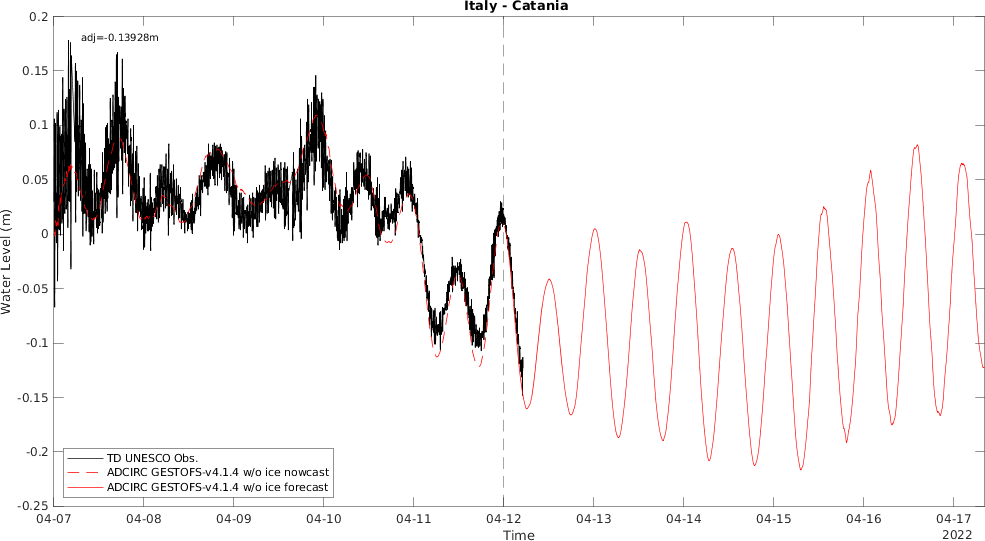 Italy - Catania
adj=-0.13928m
0.2
0.15
0.1
0.05
0
-0.05
-0.1
-0.15
-0.2
-0.25
Water Level (m)
TD UNESCO Obs.
ADCIRC GESTOFS-v4.1.4 w/o ice nowcast
ADCIRC GESTOFS-v4.1.4 w/o ice forecast
04-07 04-08 04-09 04-10 04-11 04-12 04-13 04-14 04-15 04-16 04-17
Time
2022